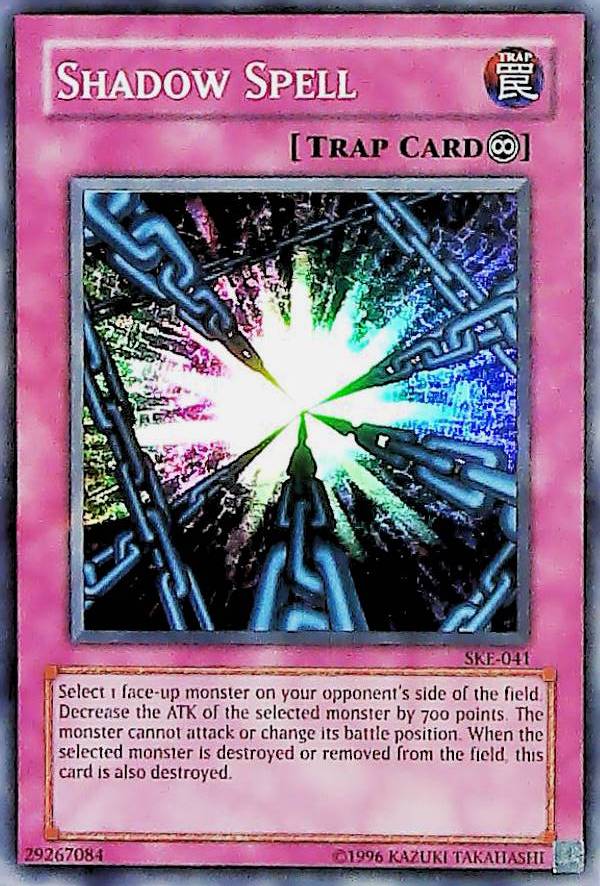 SHADOW SPELL
TRAP
罠
[TRAP CARD∞]
SKE-041
Select 1 face-up monster on your opponent's side of the field.
Decrease the ATK of the selected monster by 700 points. The
monster cannot attack or change its battle position. When the
selected monster is destroyed or removed from the field, this
card is also destroyed.
29267084
©1996 KAZUKI TAKAHASHI